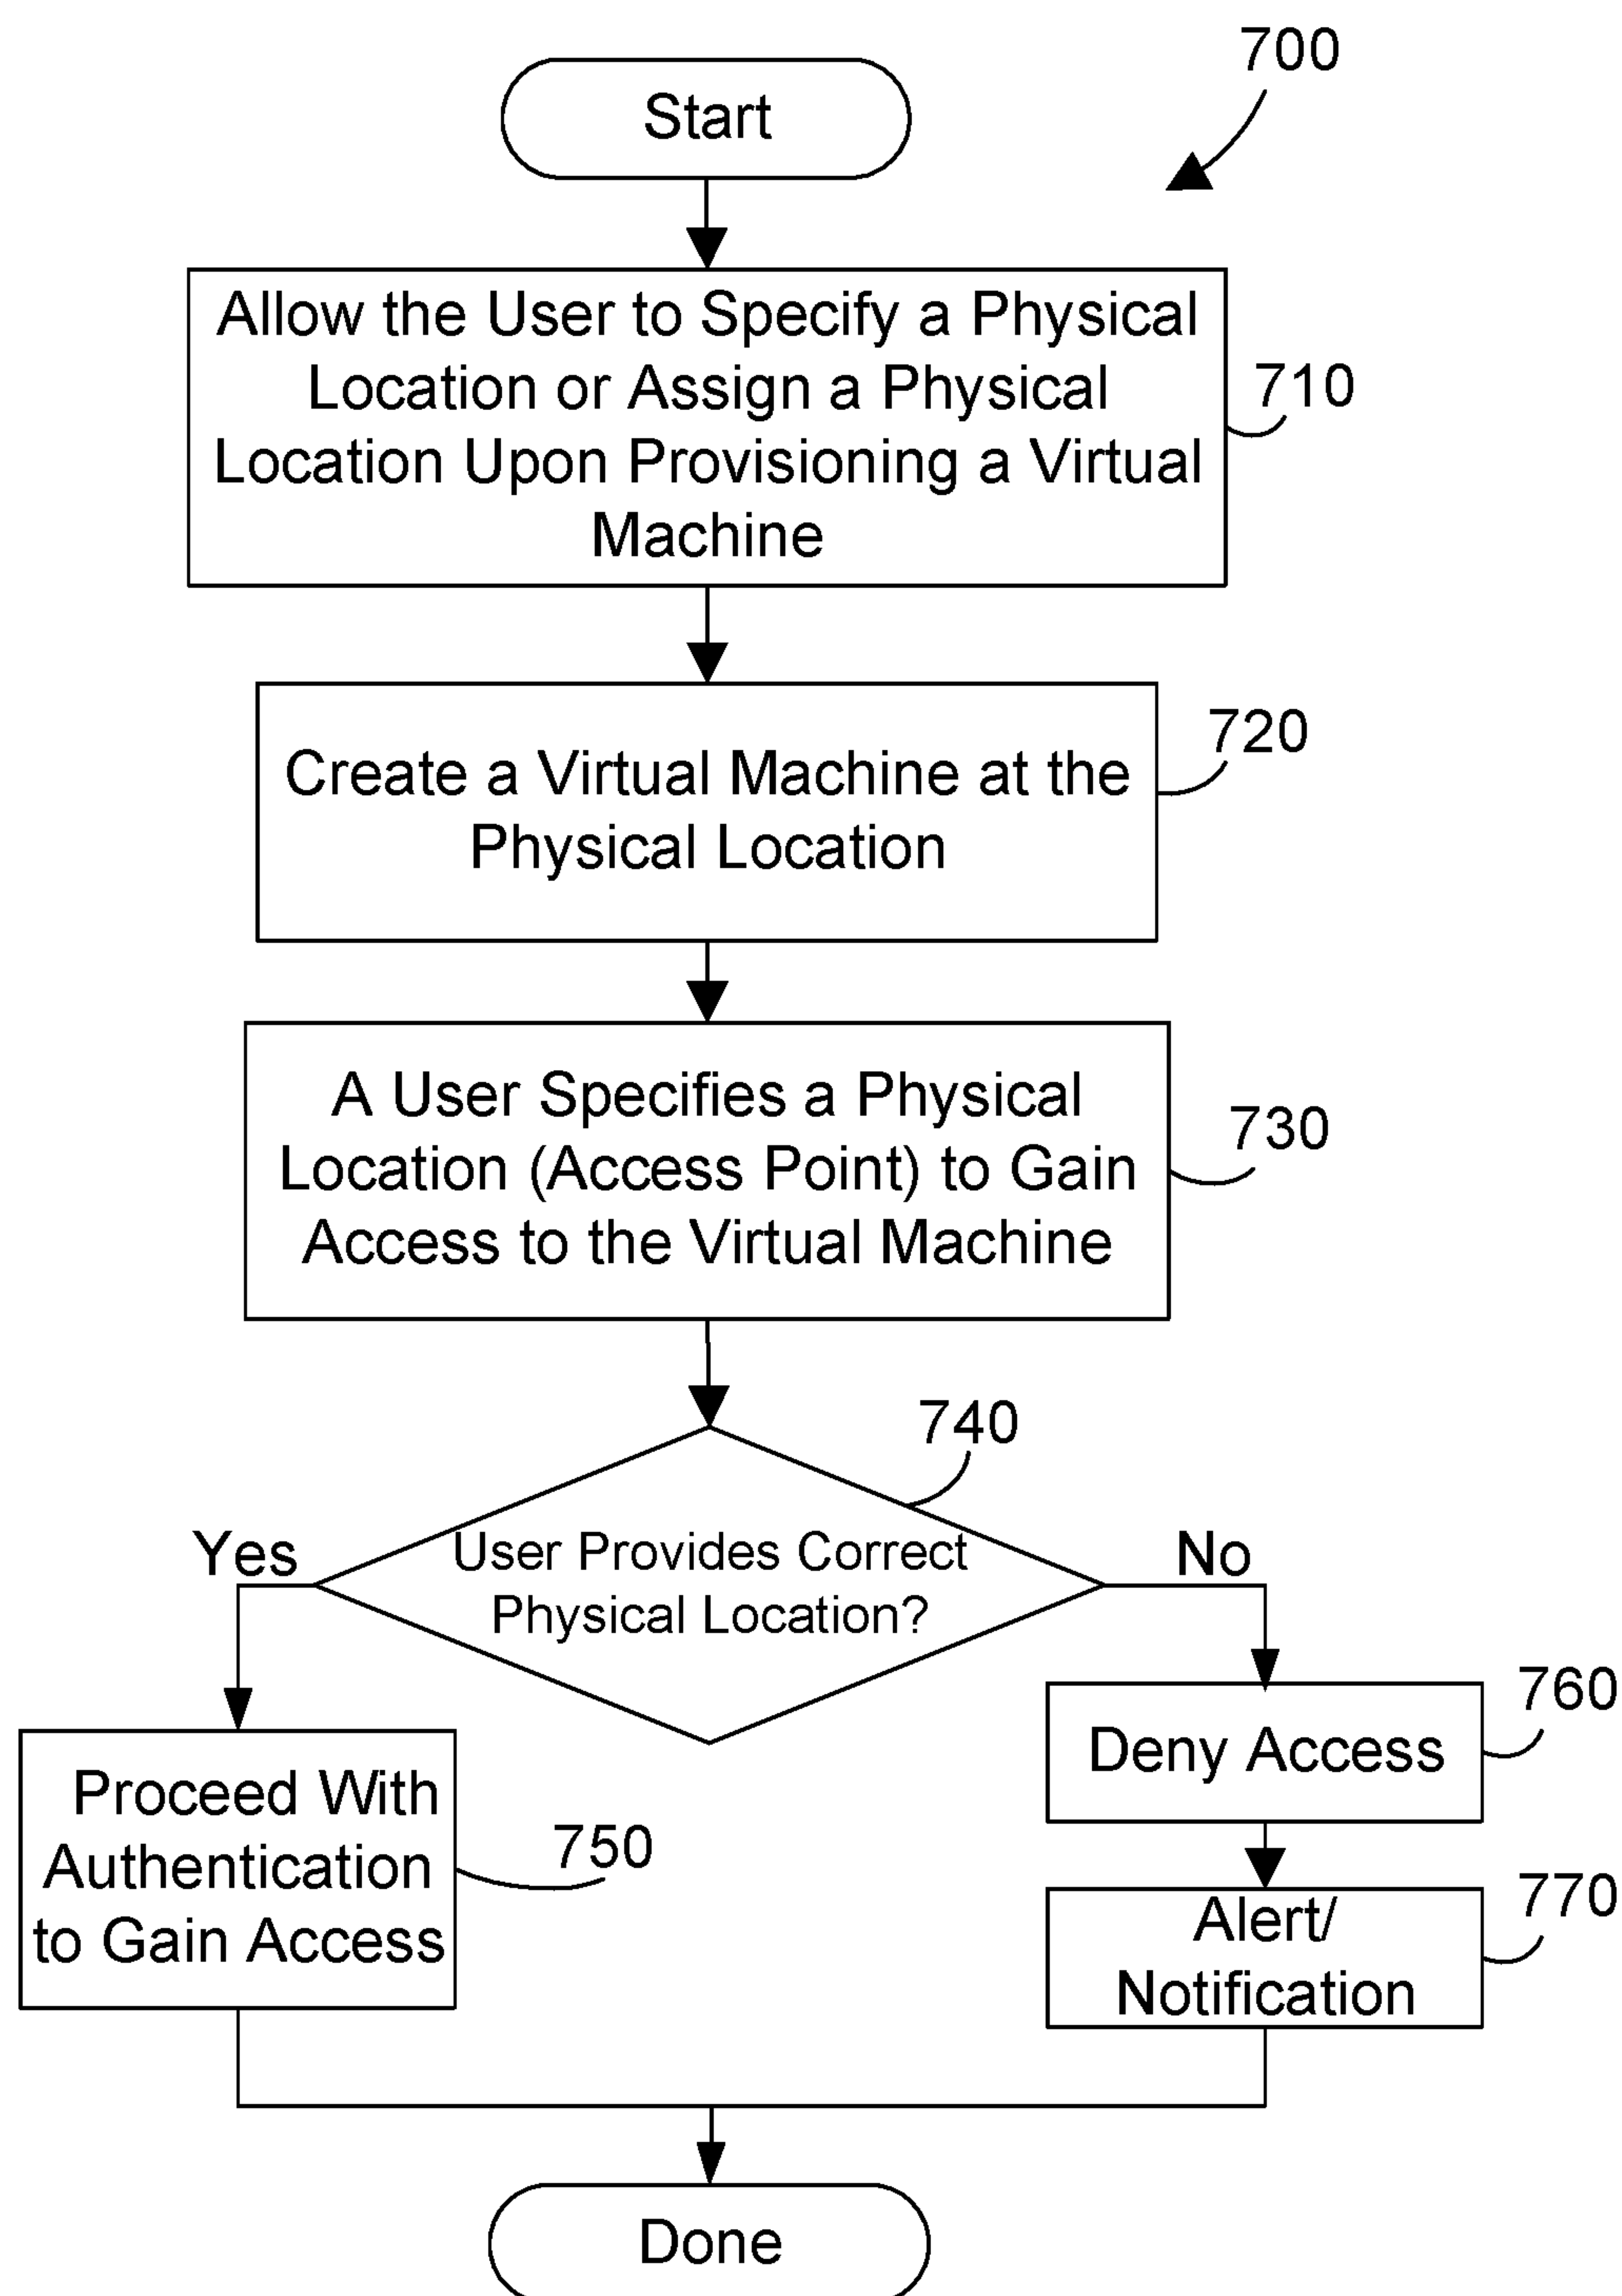 700
Start
Allow the User to Specify a Physical
Location or Assign a Physical
Location Upon Provisioning a Virtual
Machine
710
Create a Virtual Machine at the
Physical Location
720
A User Specifies a Physical
Location (Access Point) to Gain
Access to the Virtual Machine
730
740
User Provides Correct
Physical Location?
Yes
No
Proceed With
Authentication
to Gain Access
750
Deny Access
760
Alert/
Notification
770
Done